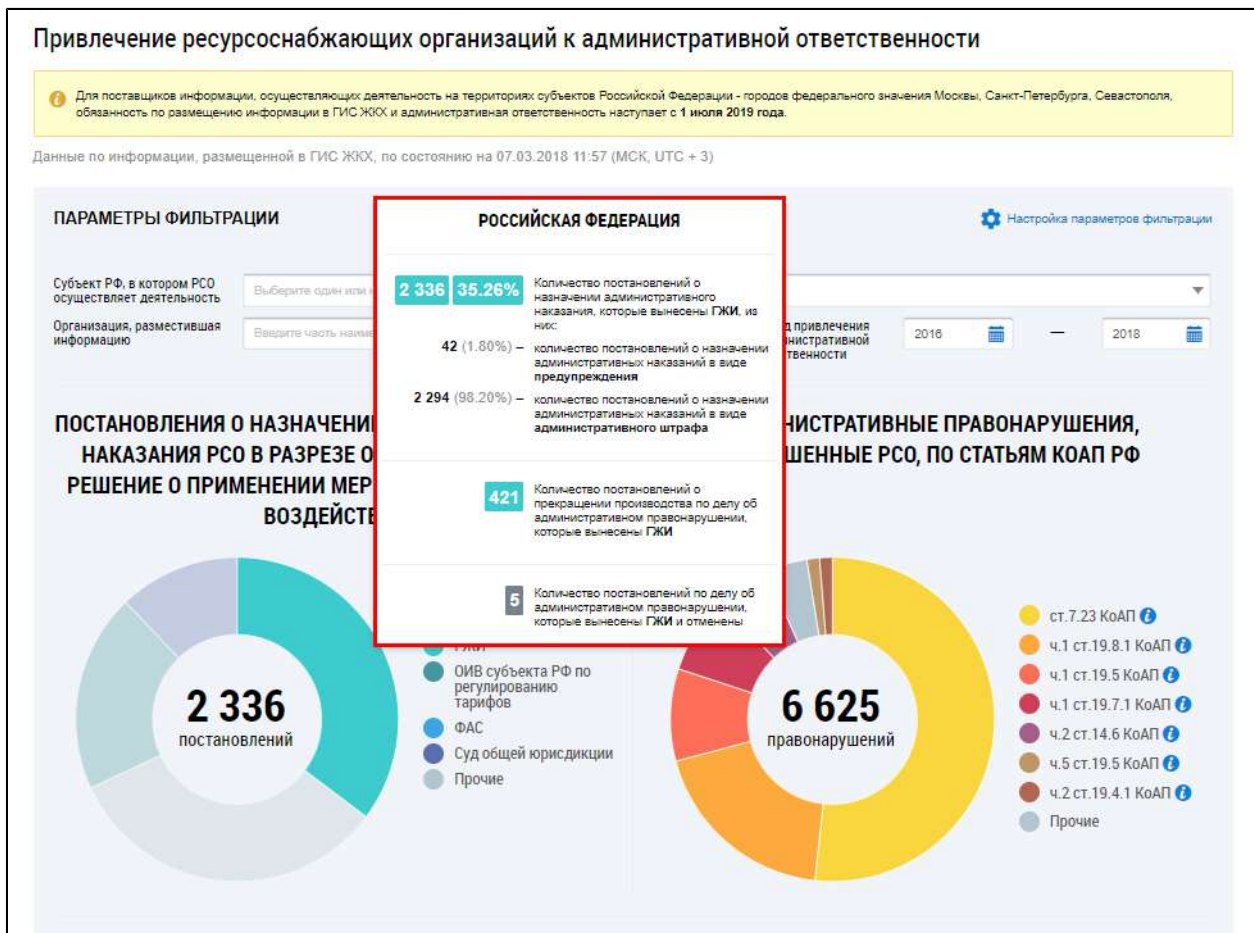 Привлечение ресурсоснабжающих организаций к административной ответственности
Для поставщиков информации, осуществляющих деятельность на территориях субъектов Российской Федерации - городов федерального значения Москвы, Санкт-Петербурга, Севастополя,
обязанность по размещению информации в ГИС ЖКХ и административная ответственность наступает с 1 июля 2019 года.
Данные по информации, размещенной в ГИС ЖКХ, по состоянию на 07.03.2018 11:57 (МСК, UTC + 3)
ПАРАМЕТРЫ ФИЛЬТРАЦИИ
Настройка параметров фильтрации
Субъект РФ, в котором РСО
осуществляет деятельность
Выберите один или
Организация, разместившая
информацию
Введите часть наиме
д привлечения
министративной
тственности
2016
—
2018
РОССИЙСКАЯ ФЕДЕРАЦИЯ
2 336 35.26%
Количество постановлений о
назначении административного
наказания, которые вынесены ГЖИ, из
них:
42 (1.80%) –
количество постановлений о назначении
административных наказаний в виде
предупреждения
2 294 (98.20%) –
количество постановлений о назначении
административных наказаний в виде
административного штрафа
421
Количество постановлений о
прекращении производства по делу об
административном правонарушении,
которые вынесены ГЖИ
5
Количество постановлений по делу об
административном правонарушении,
которые вынесены ГЖИ и отменены
ПОСТАНОВЛЕНИЯ О НАЗНАЧЕНИ
НАКАЗАНИЯ РСО В РАЗРЕЗЕ О
РЕШЕНИЕ О ПРИМЕНЕНИИ МЕР
ВОЗДЕЙСТВ
2 336
постановлений
ГЖИ
ОИВ субъекта РФ по
регулированию
тарифов
ФАС
Суд общей юрисдикции
Прочие
НИСТРАТИВНЫЕ ПРАВОНАРУШЕНИЯ,
ШЕННЫЕ РСО, ПО СТАТЬЯМ КОАП РФ
6 625
правонарушений
ст.7.23 КоАП
ч.1 ст.19.8.1 КоАП
ч.1 ст.19.5 КоАП
ч.1 ст.19.7.1 КоАП
ч.2 ст.14.6 КоАП
ч.5 ст.19.5 КоАП
ч.2 ст.19.4.1 КоАП
Прочие